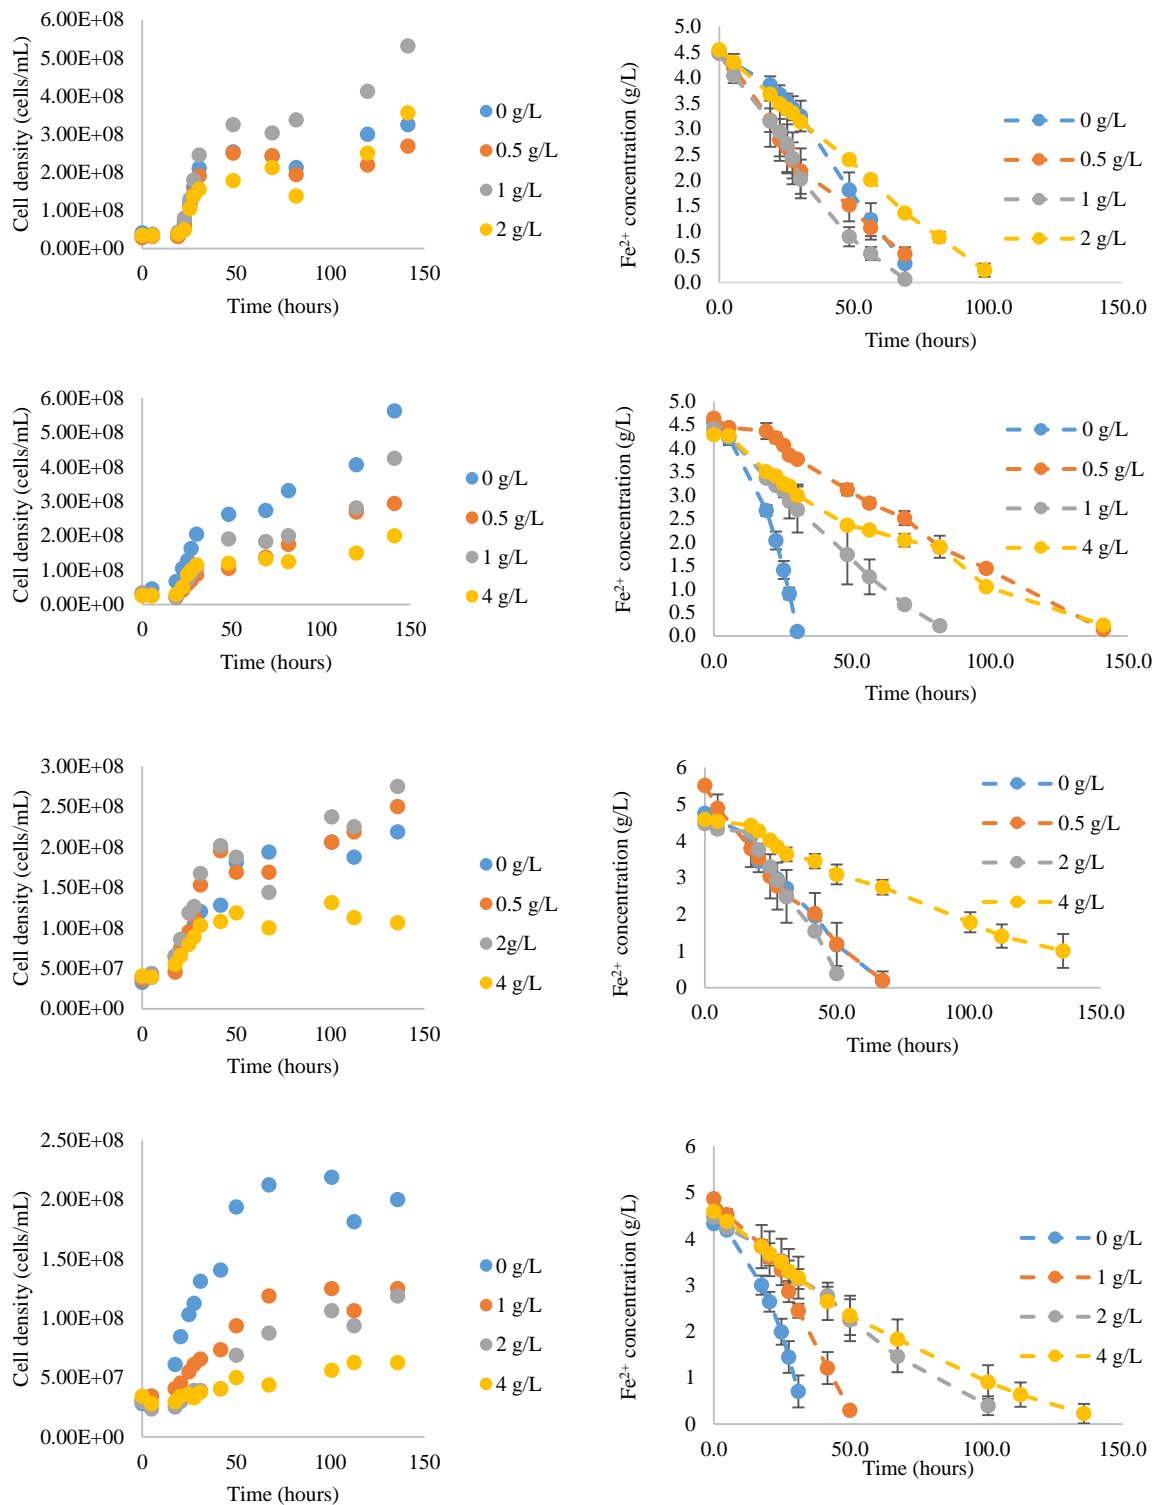 6.00E+08
5.00E+08
4.00E+08
3.00E+08
2.00E+08
1.00E+08
0.00E+00
Cell density (cells/mL)
0 50 100 150
Time (hours)
0 g/L
0.5 g/L
1 g/L
2 g/L
5.0
4.5
4.0
3.5
3.0
2.5
2.0
1.5
1.0
0.5
0.0
Fe²⁺ concentration (g/L)
0.0 50.0 100.0 150.0
Time (hours)
0 g/L
0.5 g/L
1 g/L
2 g/L
6.00E+08
5.00E+08
4.00E+08
3.00E+08
2.00E+08
1.00E+08
0.00E+00
Cell density (cells/mL)
0 50 100 150
Time (hours)
0 g/L
0.5 g/L
1 g/L
4 g/L
5.0
4.5
4.0
3.5
3.0
2.5
2.0
1.5
1.0
0.5
0.0
Fe²⁺ concentration (g/L)
0.0 50.0 100.0 150.0
Time (hours)
0 g/L
0.5 g/L
1 g/L
4 g/L
3.00E+08
2.50E+08
2.00E+08
1.50E+08
1.00E+08
5.00E+07
0.00E+00
Cell density (cells/mL)
0 50 100 150
Time (hours)
0 g/L
0.5 g/L
2g/L
4 g/L
6
5
4
3
2
1
0
Fe²⁺ concentration (g/L)
0.0 50.0 100.0 150.0
Time (hours)
0 g/L
0.5 g/L
2 g/L
4 g/L
2.50E+08
2.00E+08
1.50E+08
1.00E+08
5.00E+07
0.00E+00
Cell density (cells/mL)
0 50 100 150
Time (hours)
0 g/L
1 g/L
2 g/L
4 g/L
6
5
4
3
2
1
0
Fe²⁺ concentration (g/L)
0.0 50.0 100.0 150.0
Time (hours)
0 g/L
1 g/L
2 g/L
4 g/L